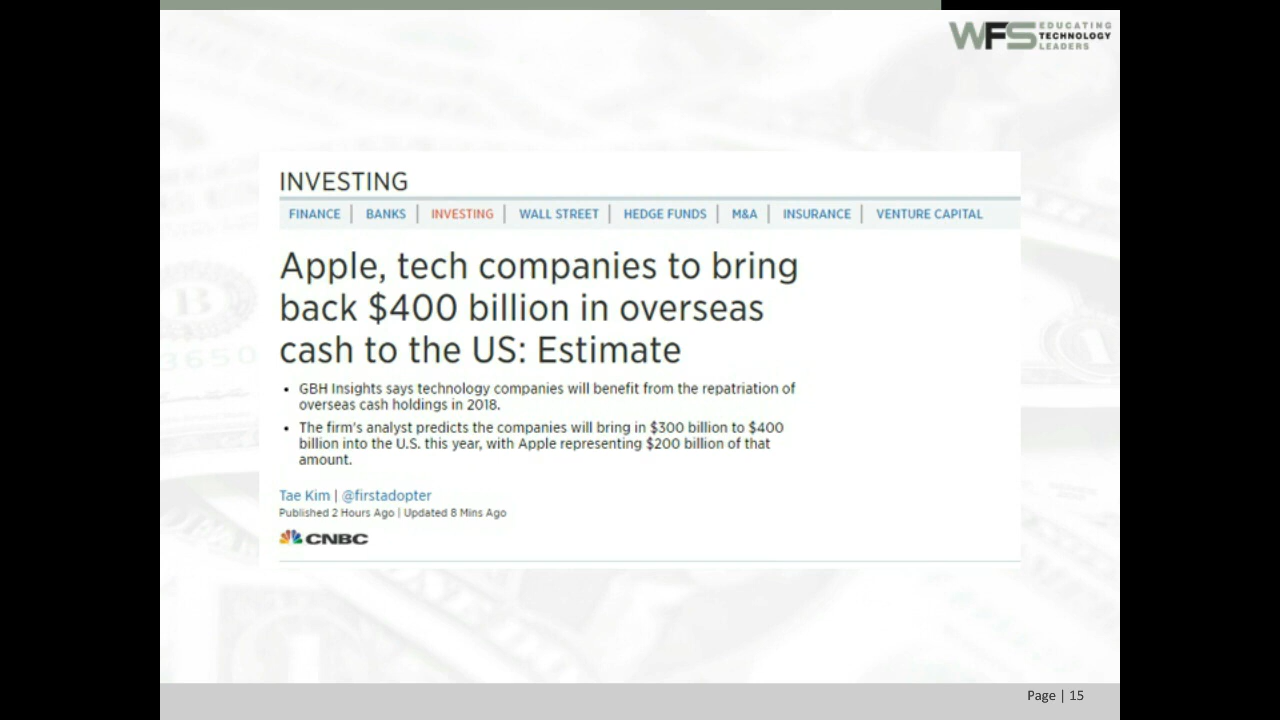 WFS EDUCATING
TECHNOLOGY
LEADERS
INVESTING
FINANCE | BANKS | INVESTING | WALL STREET | HEDGE FUNDS | M&A | INSURANCE | VENTURE CAPITAL
Apple, tech companies to bring
back $400 billion in overseas
cash to the US: Estimate
• GBH Insights says technology companies will benefit from the repatriation of
overseas cash holdings in 2018.
• The firm's analyst predicts the companies will bring in $300 billion to $400
billion into the U.S. this year, with Apple representing $200 billion of that
amount.
Tae Kim | @firstadopter
Published 2 Hours Ago | Updated 8 Mins Ago
CNBC
B
3650
Page | 15